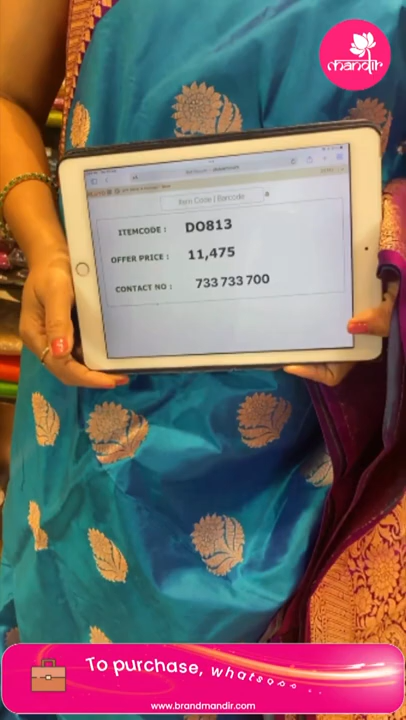 mandir
Item Code | Barcode
ITEMCODE : DO813
OFFER PRICE : 11,475
CONTACT NO : 733 733 700
To purchase, whatsapp ...
www.brandmandir.com